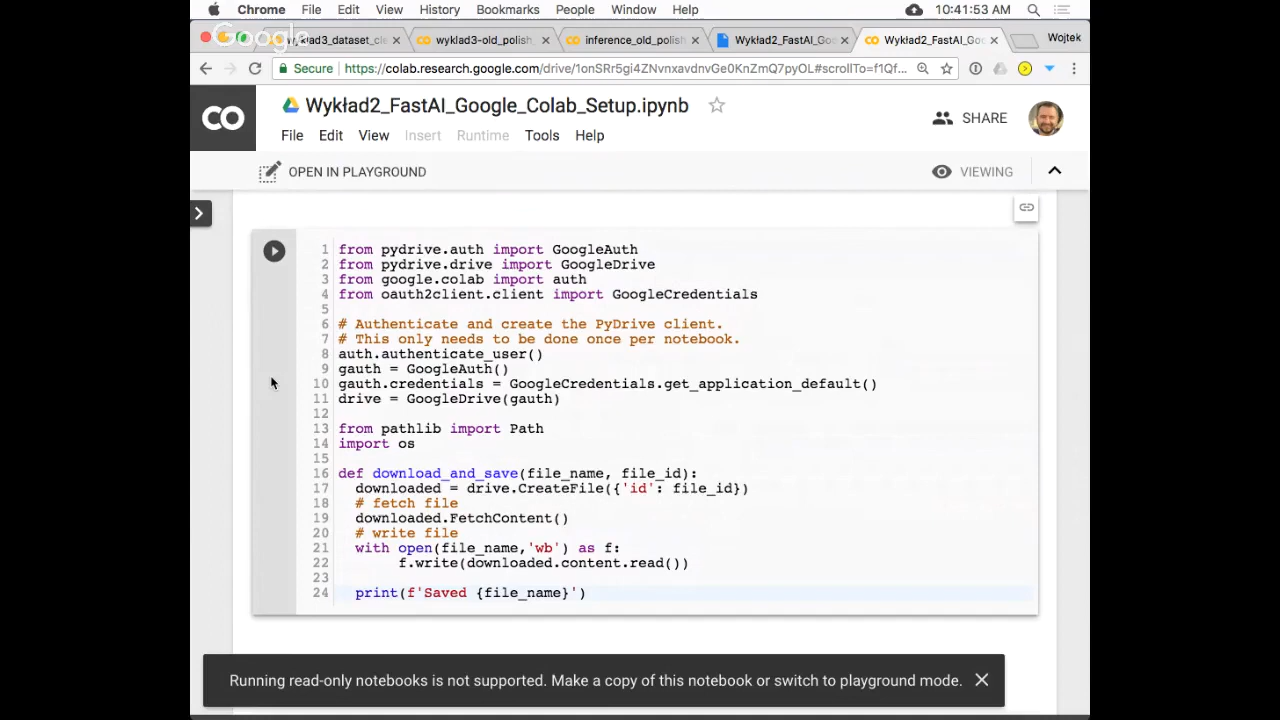 Chrome File Edit View History Bookmarks People Window Help 10:41:53 AM
Google
wyklad3-old_polish_ inference_old_polish Wykład2_FastAI_Go Wykład2_FastAI_Go Wojtek
Secure https://colab.research.google.com/drive/1onSRr5gi4ZNvnxavdnvGe0KnZmQ7pyOL#scrollTo=f1Qf...
CO
Wykład2_FastAI_Google_Colab_Setup.ipynb
SHARE
File Edit View Insert Runtime Tools Help
OPEN IN PLAYGROUND VIEWING
1 from pydrive.auth import GoogleAuth
2 from pydrive.drive import GoogleDrive
3 from google.colab import auth
4 from oauth2client.client import GoogleCredentials
5
6 # Authenticate and create the PyDrive client.
7 # This only needs to be done once per notebook.
8 auth.authenticate_user()
9 gauth = GoogleAuth()
10 gauth.credentials = GoogleCredentials.get_application_default()
11 drive = GoogleDrive(gauth)
12
13 from pathlib import Path
14 import os
15
16 def download_and_save(file_name, file_id):
17 downloaded = drive.CreateFile({'id': file_id})
18 # fetch file
19 downloaded.FetchContent()
20 # write file
21 with open(file_name,'wb') as f:
22 f.write(downloaded.content.read())
23
24 print(f'Saved {file_name}')
Running read-only notebooks is not supported. Make a copy of this notebook or switch to playground mode.